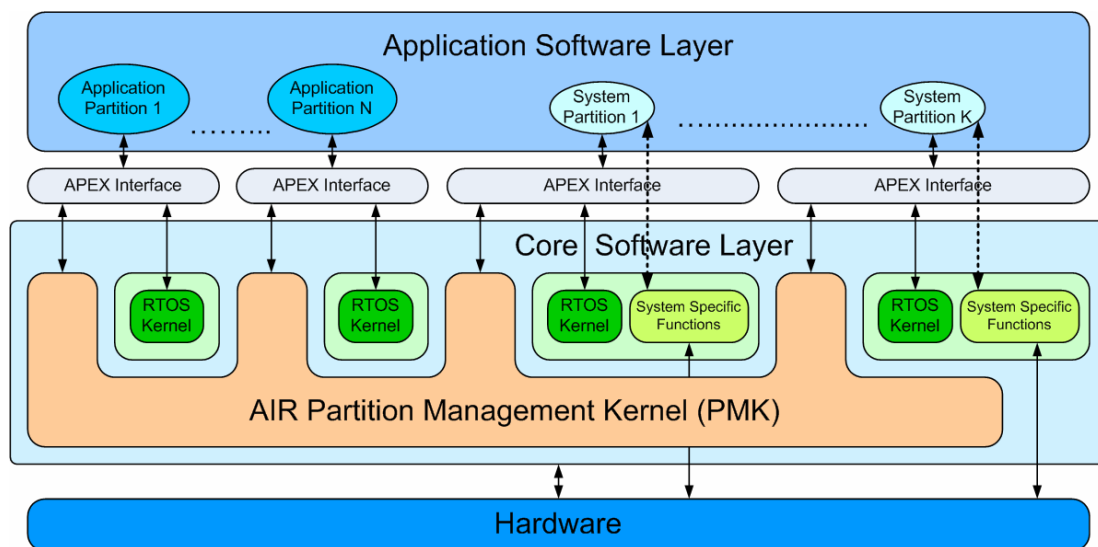 Application Software Layer
Application
Partition 1
Application
Partition N
System
Partition 1
System
Partition K
APEX Interface
APEX Interface
APEX Interface
APEX Interface
Core Software Layer
RTOS
Kernel
RTOS
Kernel
RTOS
Kernel
System Specific
Functions
RTOS
Kernel
System Specific
Functions
AIR Partition Management Kernel (PMK)
Hardware